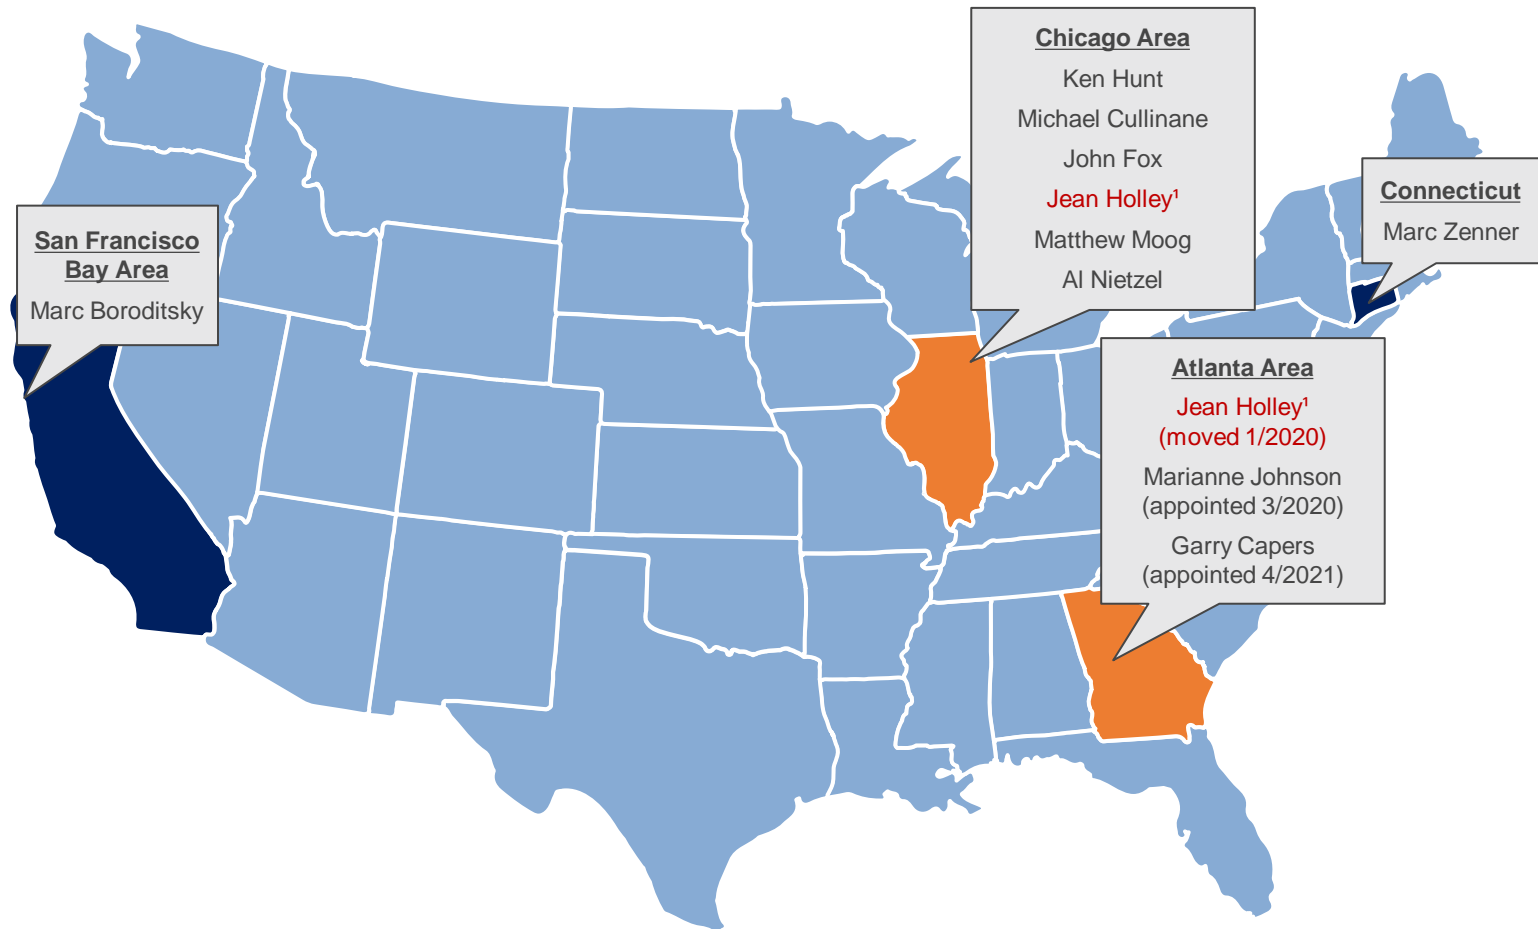 Chicago Area
Ken Hunt
Michael Cullinane
John Fox
Jean Holley¹
Matthew Moog
Al Nietzel
Connecticut
Marc Zenner
San Francisco
Bay Area
Marc Boroditsky
Atlanta Area
Jean Holley¹
(moved 1/2020)
Marianne Johnson
(appointed 3/2020)
Garry Capers
(appointed 4/2021)